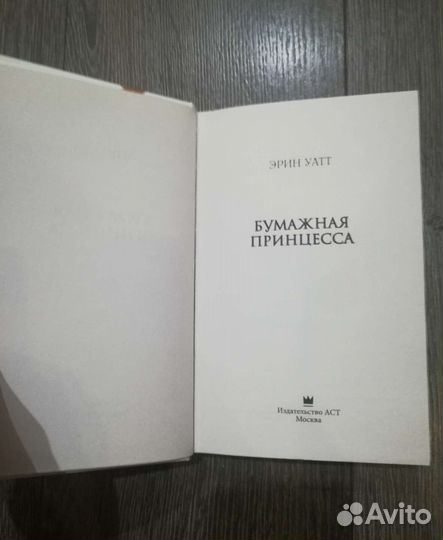 ЭРИН УАТТ
БУМАЖНАЯ
ПРИНЦЕССА
Издательство АСТ
Москва
Avito